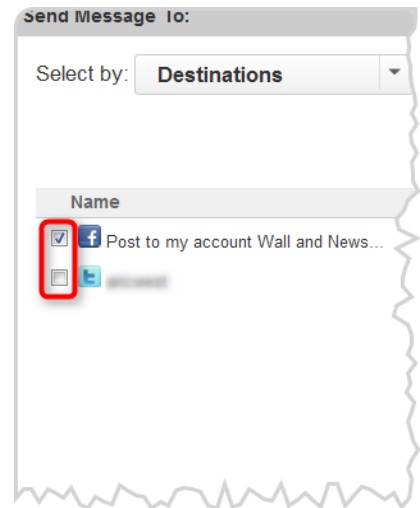 Send Message To:
Select by: Destinations
Name
Post to my account Wall and News...